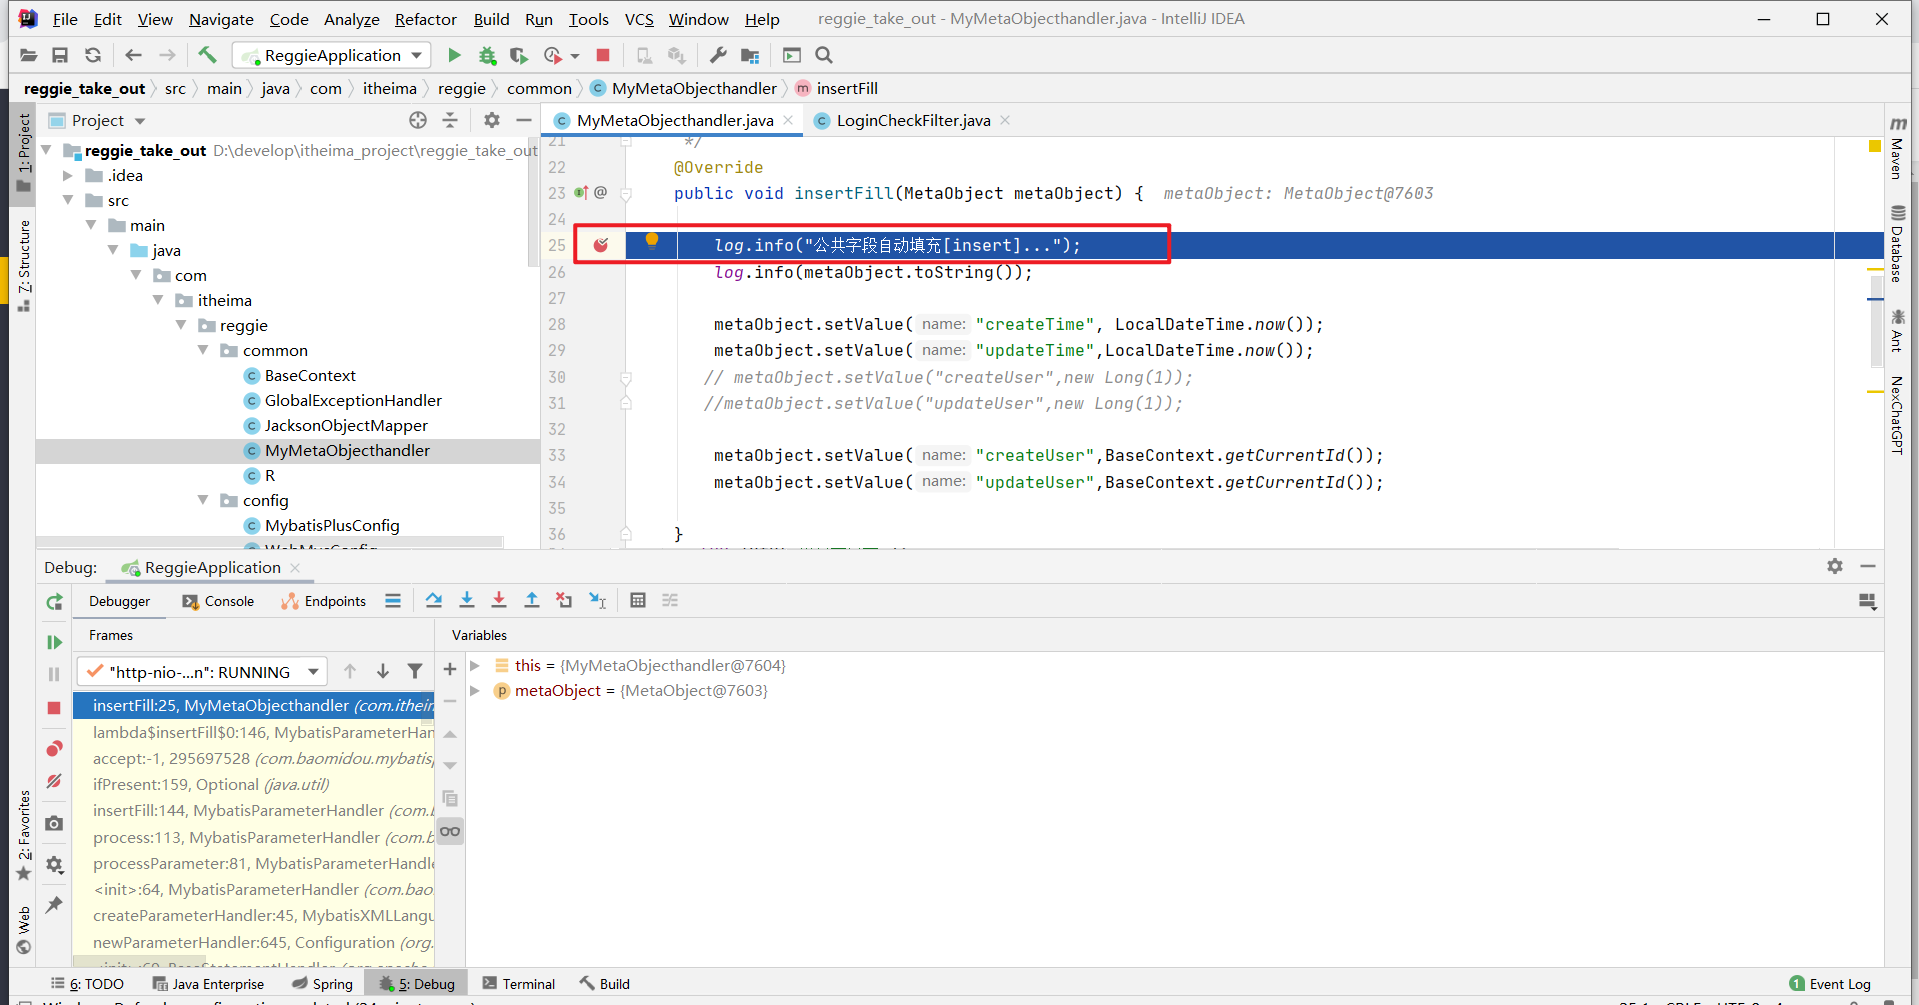 File Edit View Navigate Code Analyze Refactor Build Run Tools VCS Window Help reggie_take_out - MyMetaObjecthandler.java - IntelliJ IDEA
ReggieApplication
reggie_take_out src main java com itheima reggie common MyMetaObjecthandler insertFill
Project
MyMetaObjecthandler.java
LoginCheckFilter.java
1: Project
Z: Structure
2: Favorites
Web
reggie_take_out D:\develop\itheima_project\reggie_take_out
.idea
src
main
java
com
itheima
reggie
common
BaseContext
GlobalExceptionHandler
JacksonObjectMapper
MyMetaObjecthandler
R
config
MybatisPlusConfig
21 */
22 @Override
23 public void insertFill(MetaObject metaObject) { metaObject: MetaObject@7603
24
25 log.info("公共字段自动填充[insert]...");
26 log.info(metaObject.toString());
27
28 metaObject.setValue( name: "createTime", LocalDateTime.now());
29 metaObject.setValue( name: "updateTime",LocalDateTime.now());
30 // metaObject.setValue("createUser",new Long(1));
31 //metaObject.setValue("updateUser",new Long(1));
32
33 metaObject.setValue( name: "createUser",BaseContext.getCurrentId());
34 metaObject.setValue( name: "updateUser",BaseContext.getCurrentId());
35
36 }
Maven
Database
Ant
NexChatGPT
Debug: ReggieApplication
Debugger Console Endpoints
Frames
Variables
"http-nio-...n": RUNNING
insertFill:25, MyMetaObjecthandler (com.itheir
lambda$insertFill$0:146, MybatisParameterHan
accept:-1, 295697528 (com.baomidou.mybatisp
ifPresent:159, Optional (java.util)
insertFill:144, MybatisParameterHandler (com.b
process:113, MybatisParameterHandler (com.b
processParameter:81, MybatisParameterHandle
<init>:64, MybatisParameterHandler (com.bao
createParameterHandler:45, MybatisXMLLangu
newParameterHandler:645, Configuration (org.
this = {MyMetaObjecthandler@7604}
metaObject = {MetaObject@7603}
6: TODO Java Enterprise Spring 5: Debug Terminal Build
1 Event Log